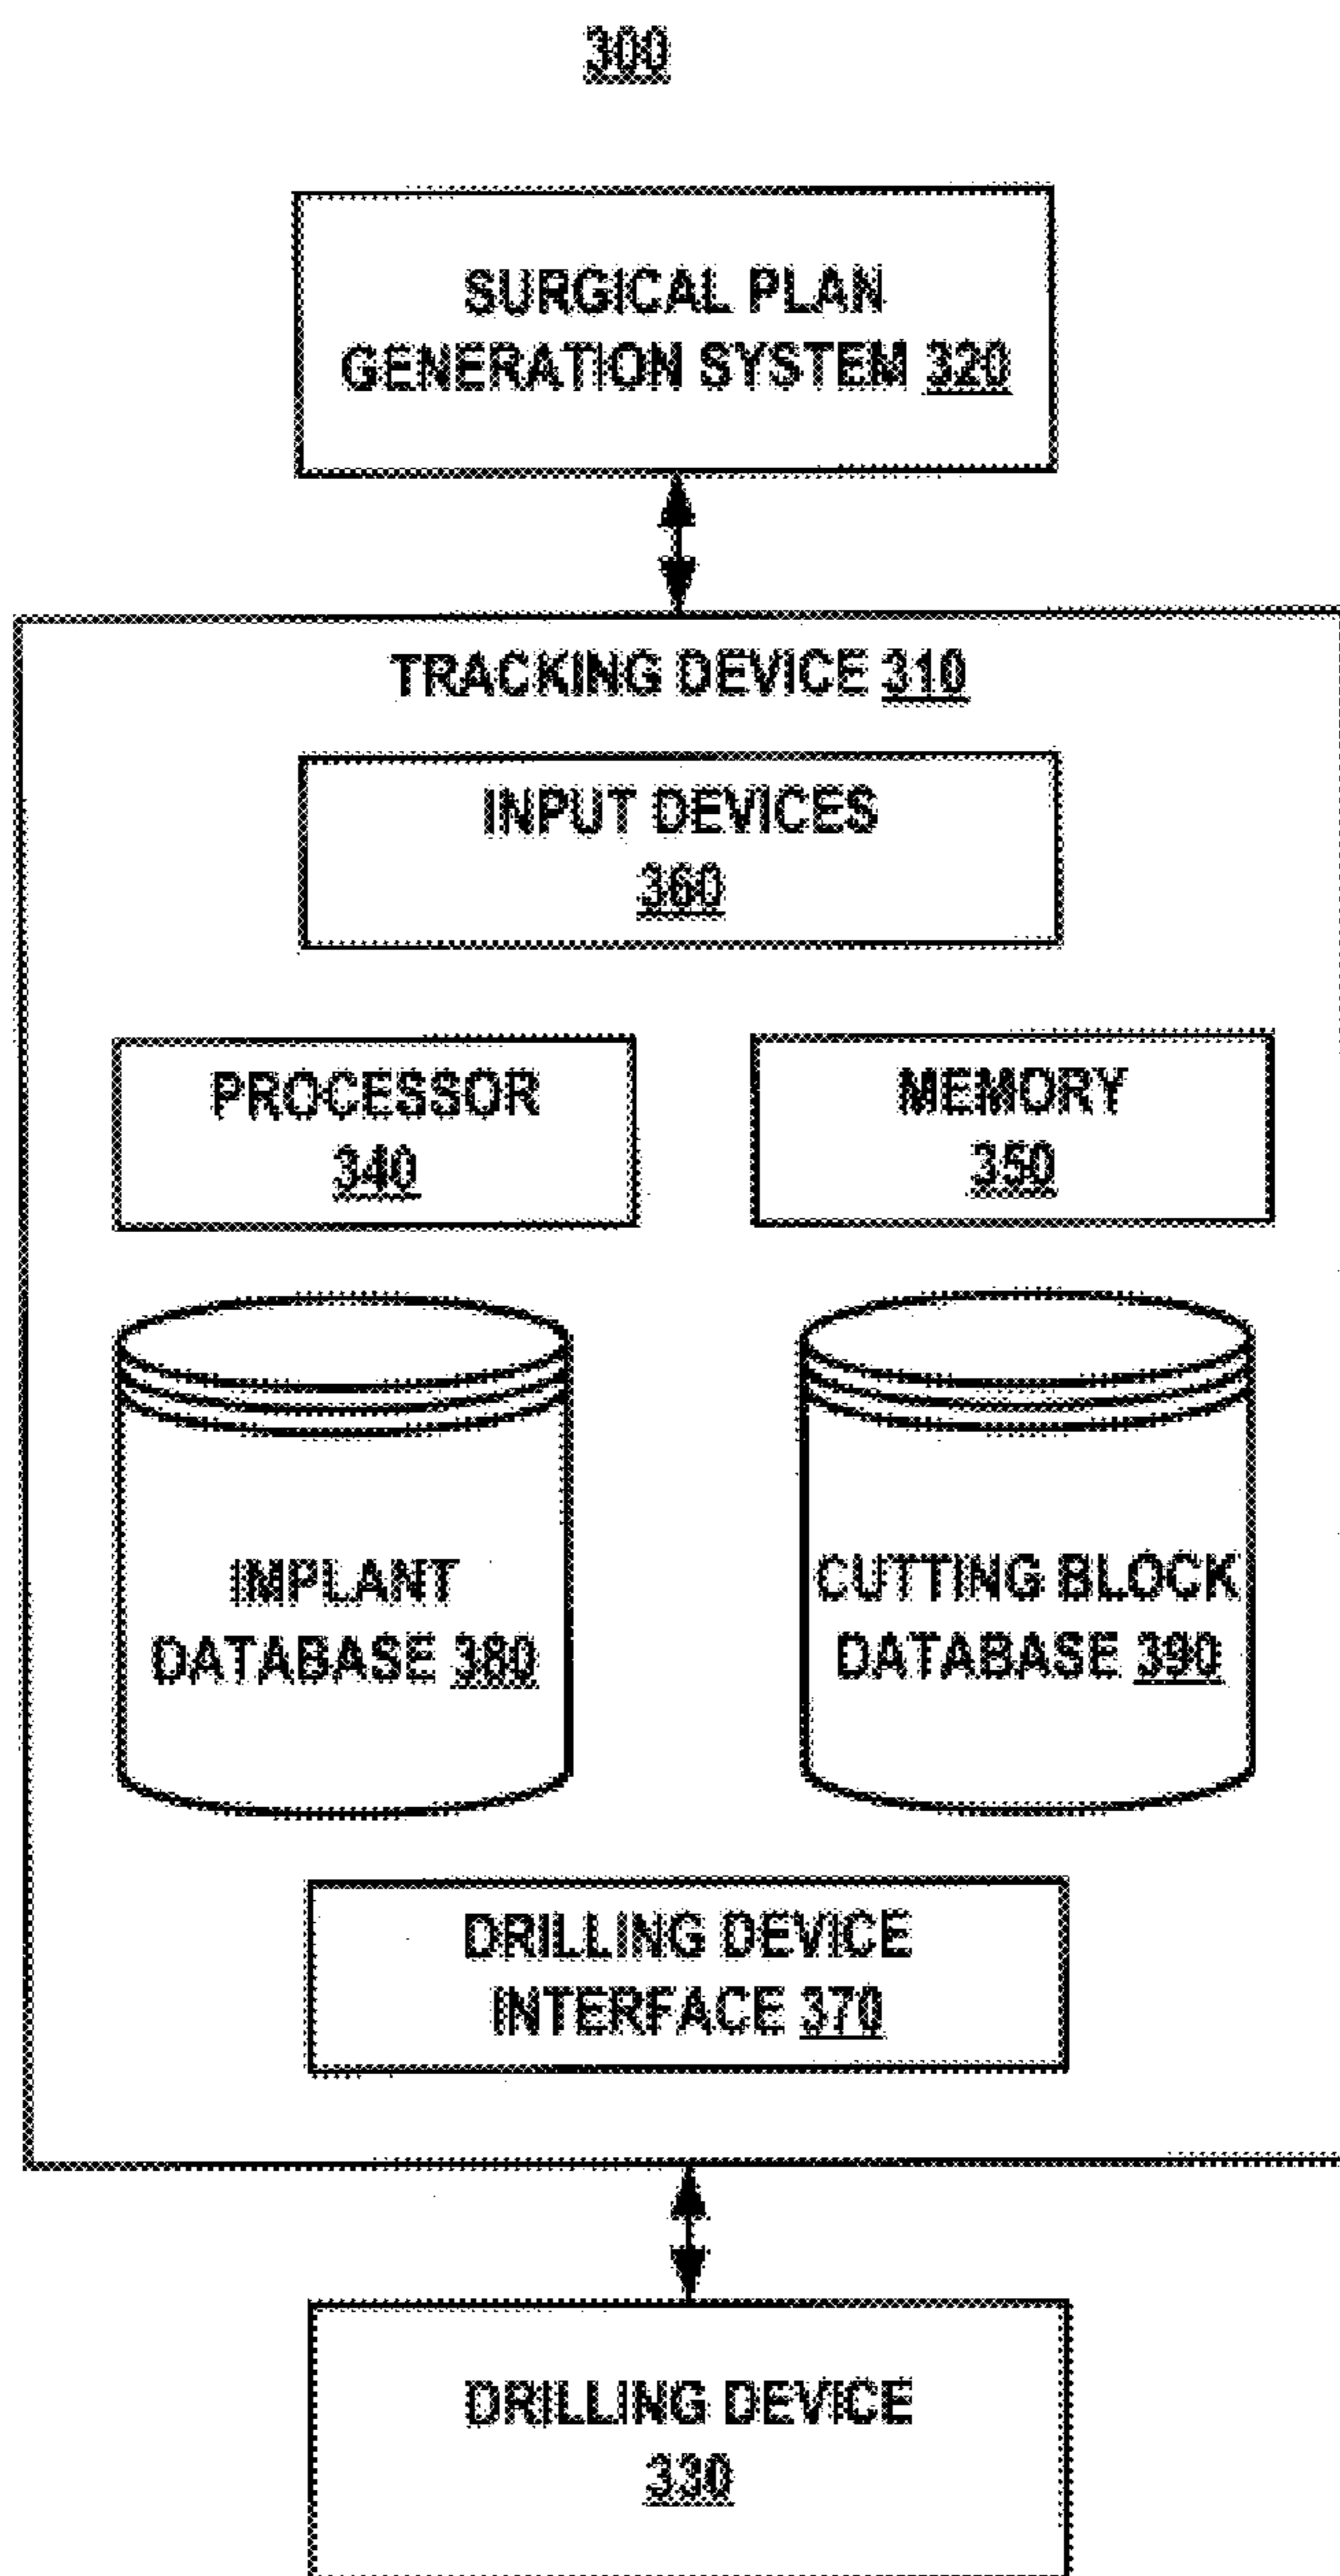 300
SURGICAL PLAN
GENERATION SYSTEM 320
TRACKING DEVICE 310
INPUT DEVICES
360
PROCESSOR
340
MEMORY
350
IMPLANT
DATABASE 380
CUTTING BLOCK
DATABASE 390
DRILLING DEVICE
INTERFACE 370
DRILLING DEVICE
330